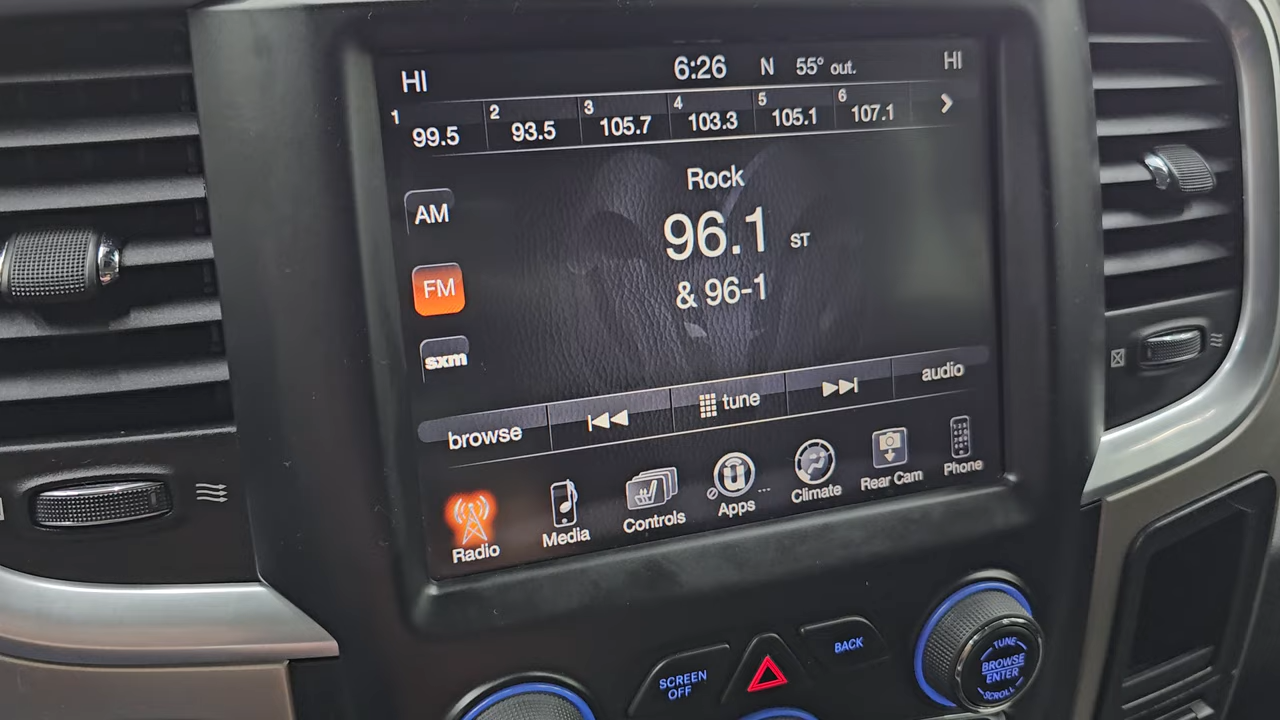 HI 6:26 N 55° out. HI
1 99.5 2 93.5 3 105.7 4 103.3 5 105.1 6 107.1
Rock
AM
96.1 ST
FM
& 96-1
sxm
browse tune audio
Radio Media Controls Apps ... Climate Rear Cam Phone
SCREEN
OFF
BACK
TUNE
BROWSE
ENTER
SCROLL